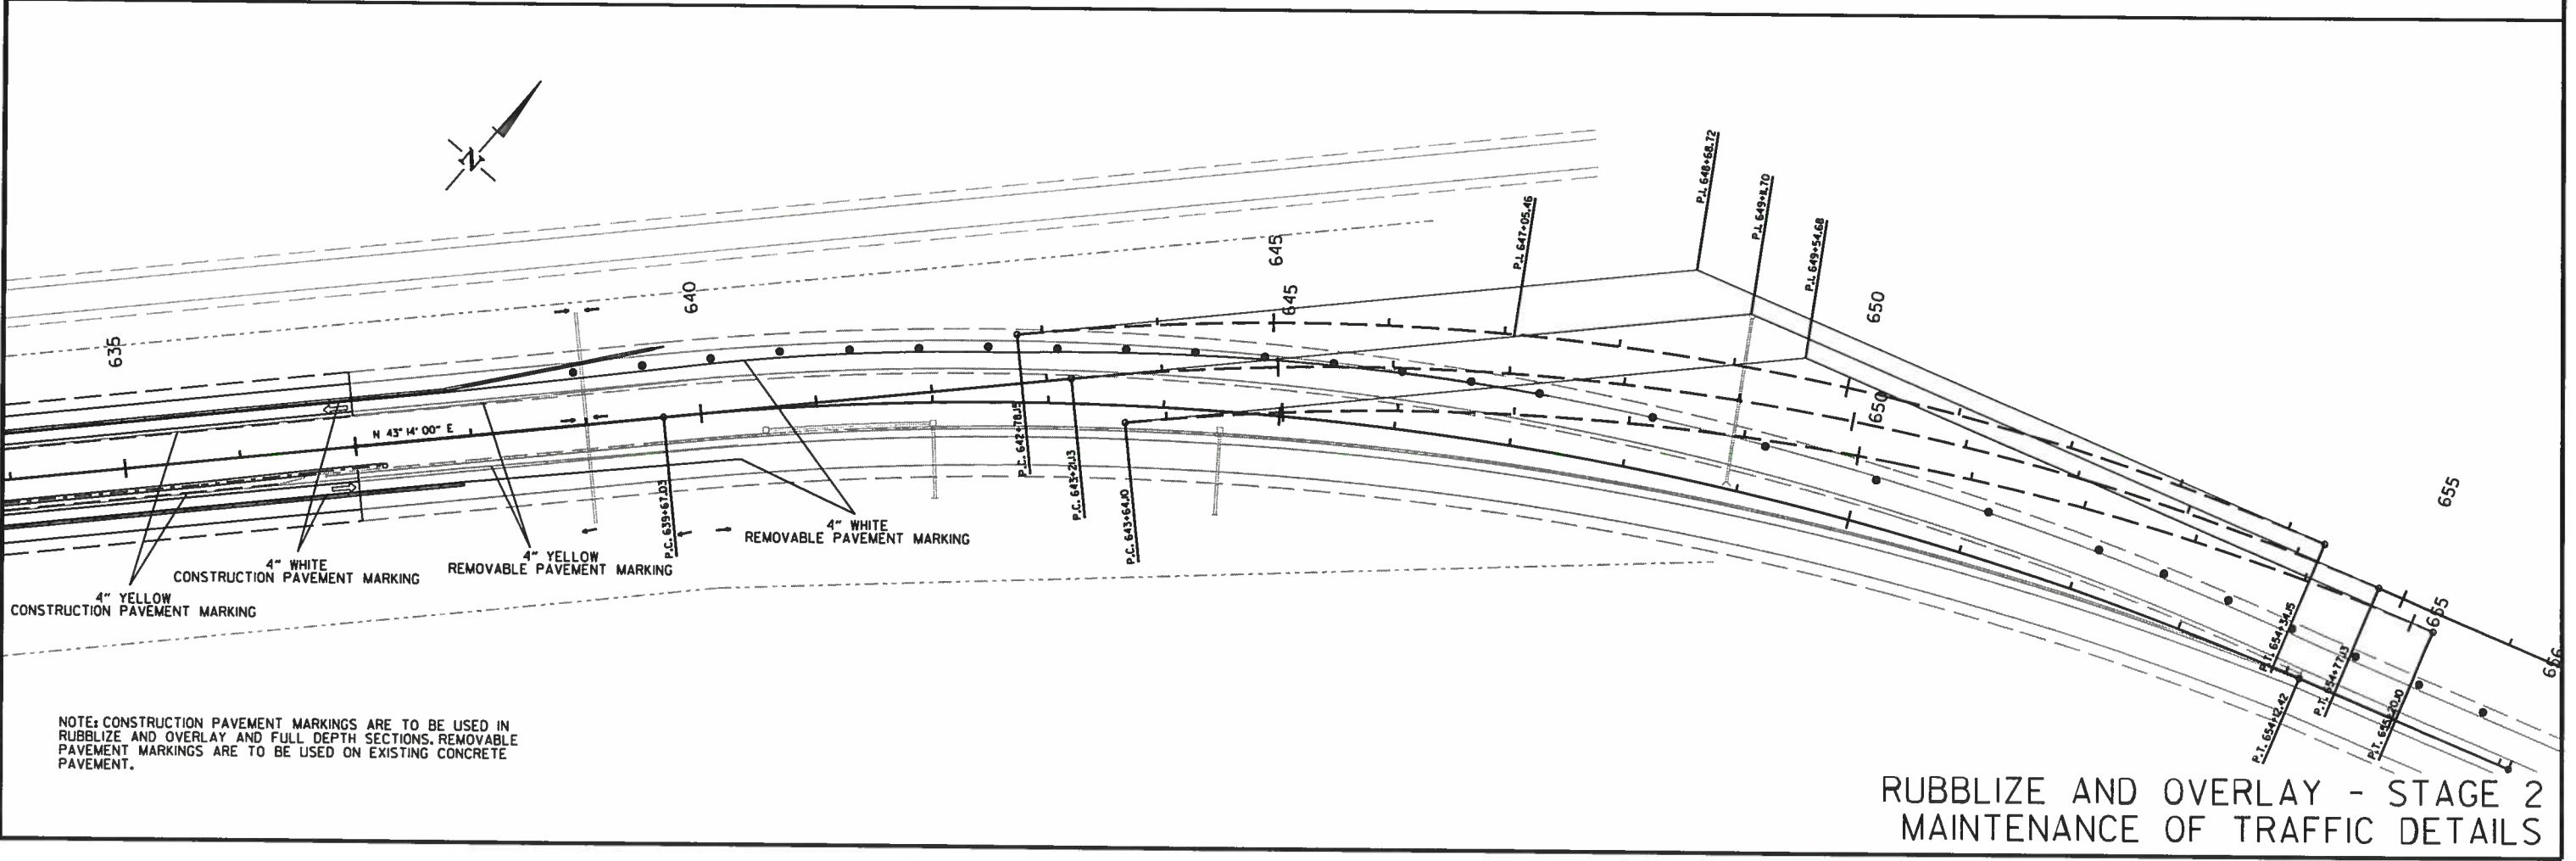 N
635
640
645
645
650
650
655
655
656
P.I. 647+05.46
P.I. 648+68.72
P.I. 649+11.70
P.I. 649+54.68
N 43° 14' 00" E
P.C. 639+67.03
P.C. 642+78.15
P.C. 643+21.13
P.C. 643+64.10
P.T. 654+34.15
P.T. 654+77.13
P.T. 654+12.42
4" WHITE
REMOVABLE PAVEMENT MARKING
4" YELLOW
REMOVABLE PAVEMENT MARKING
4" WHITE
CONSTRUCTION PAVEMENT MARKING
4" YELLOW
CONSTRUCTION PAVEMENT MARKING
NOTE: CONSTRUCTION PAVEMENT MARKINGS ARE TO BE USED IN
RUBBLIZE AND OVERLAY AND FULL DEPTH SECTIONS. REMOVABLE
PAVEMENT MARKINGS ARE TO BE USED ON EXISTING CONCRETE
PAVEMENT.
RUBBLIZE AND OVERLAY - STAGE 2
MAINTENANCE OF TRAFFIC DETAILS